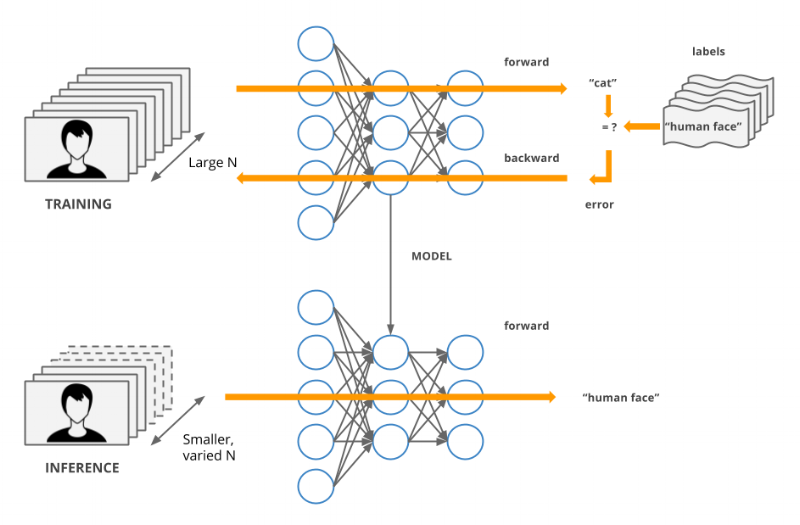 labels
forward
“cat”
= ?
“human face”
Large N
backward
TRAINING
error
MODEL
forward
“human face”
Smaller,
varied N
INFERENCE